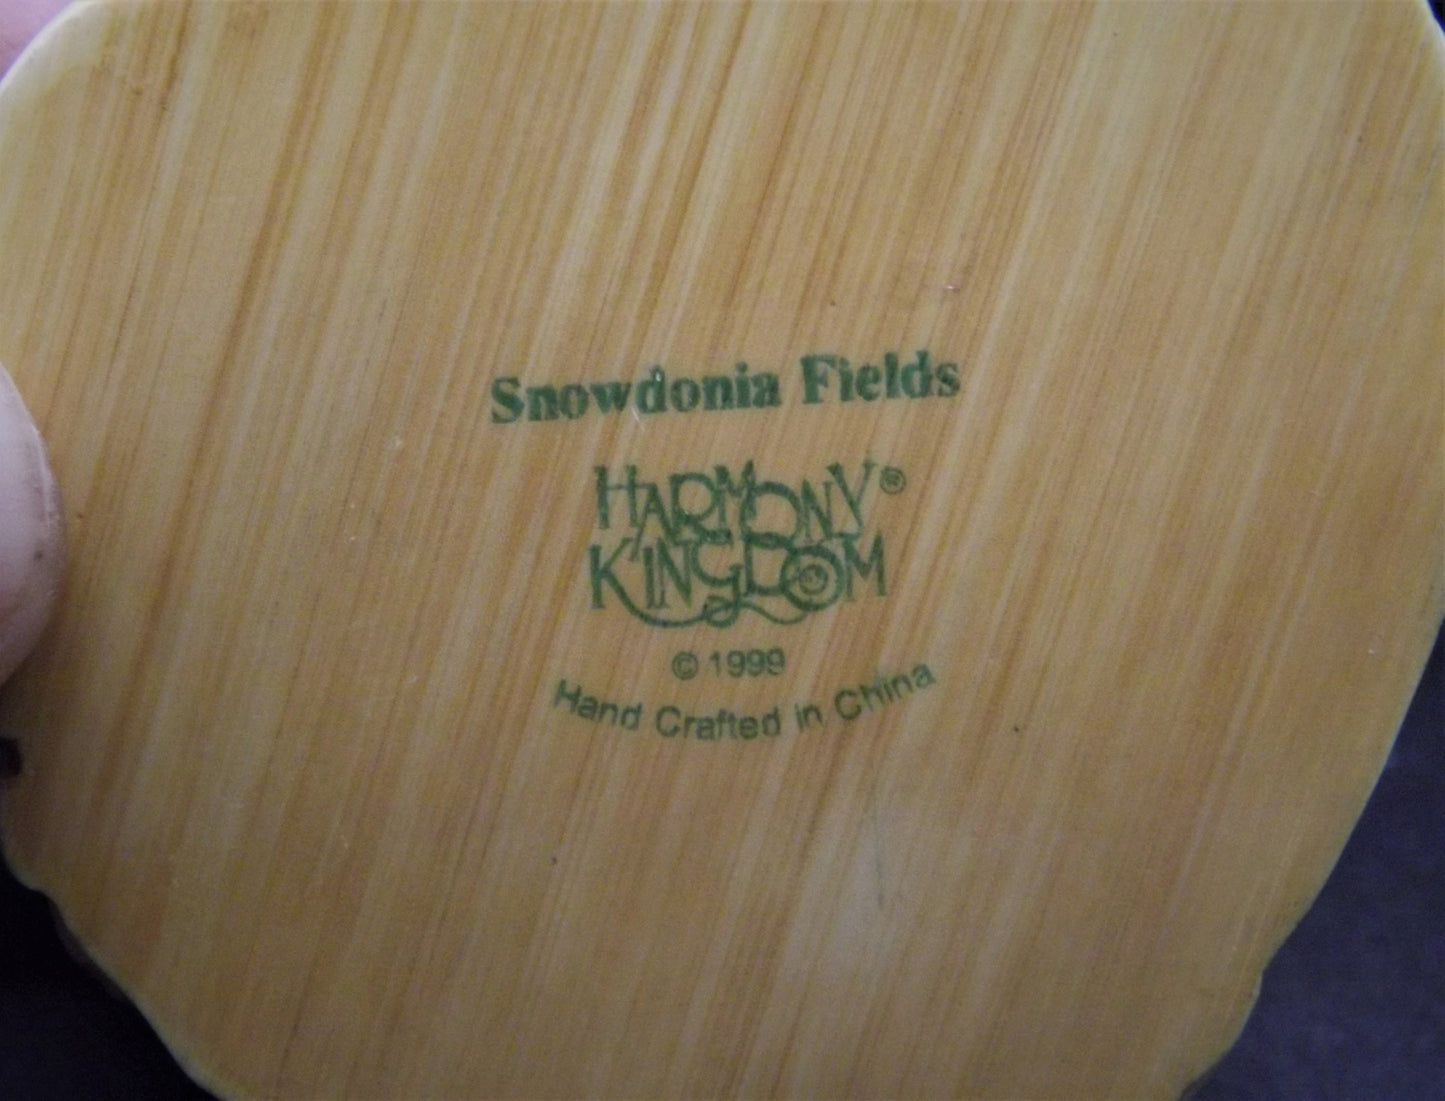 Snowdonia Fields
HARMONY®
KINGDOM
© 1999
Hand Crafted in China